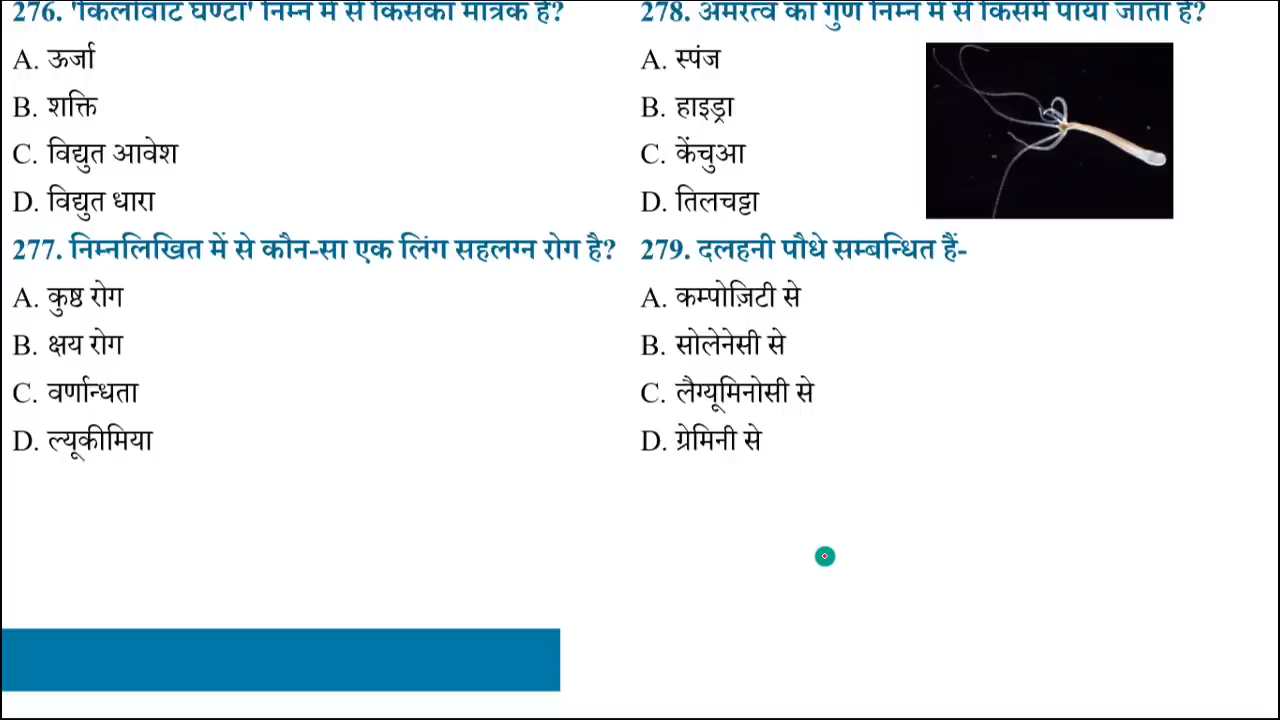 276. 'किलोवाट घण्टा' निम्न में से किसका मात्रक है?
A. ऊर्जा
B. शक्ति
C. विद्युत आवेश
D. विद्युत धारा
277. निम्नलिखित में से कौन-सा एक लिंग सहलग्न रोग है?
A. कुष्ठ रोग
B. क्षय रोग
C. वर्णान्धता
D. ल्यूकीमिया
278. अमरत्व का गुण निम्न में से किसमें पाया जाता है?
A. स्पंज
B. हाइड्रा
C. केंचुआ
D. तिलचट्टा
279. दलहनी पौधे सम्बन्धित हैं-
A. कम्पोज़िटी से
B. सोलेनेसी से
C. लैग्यूमिनोसी से
D. ग्रेमिनी से